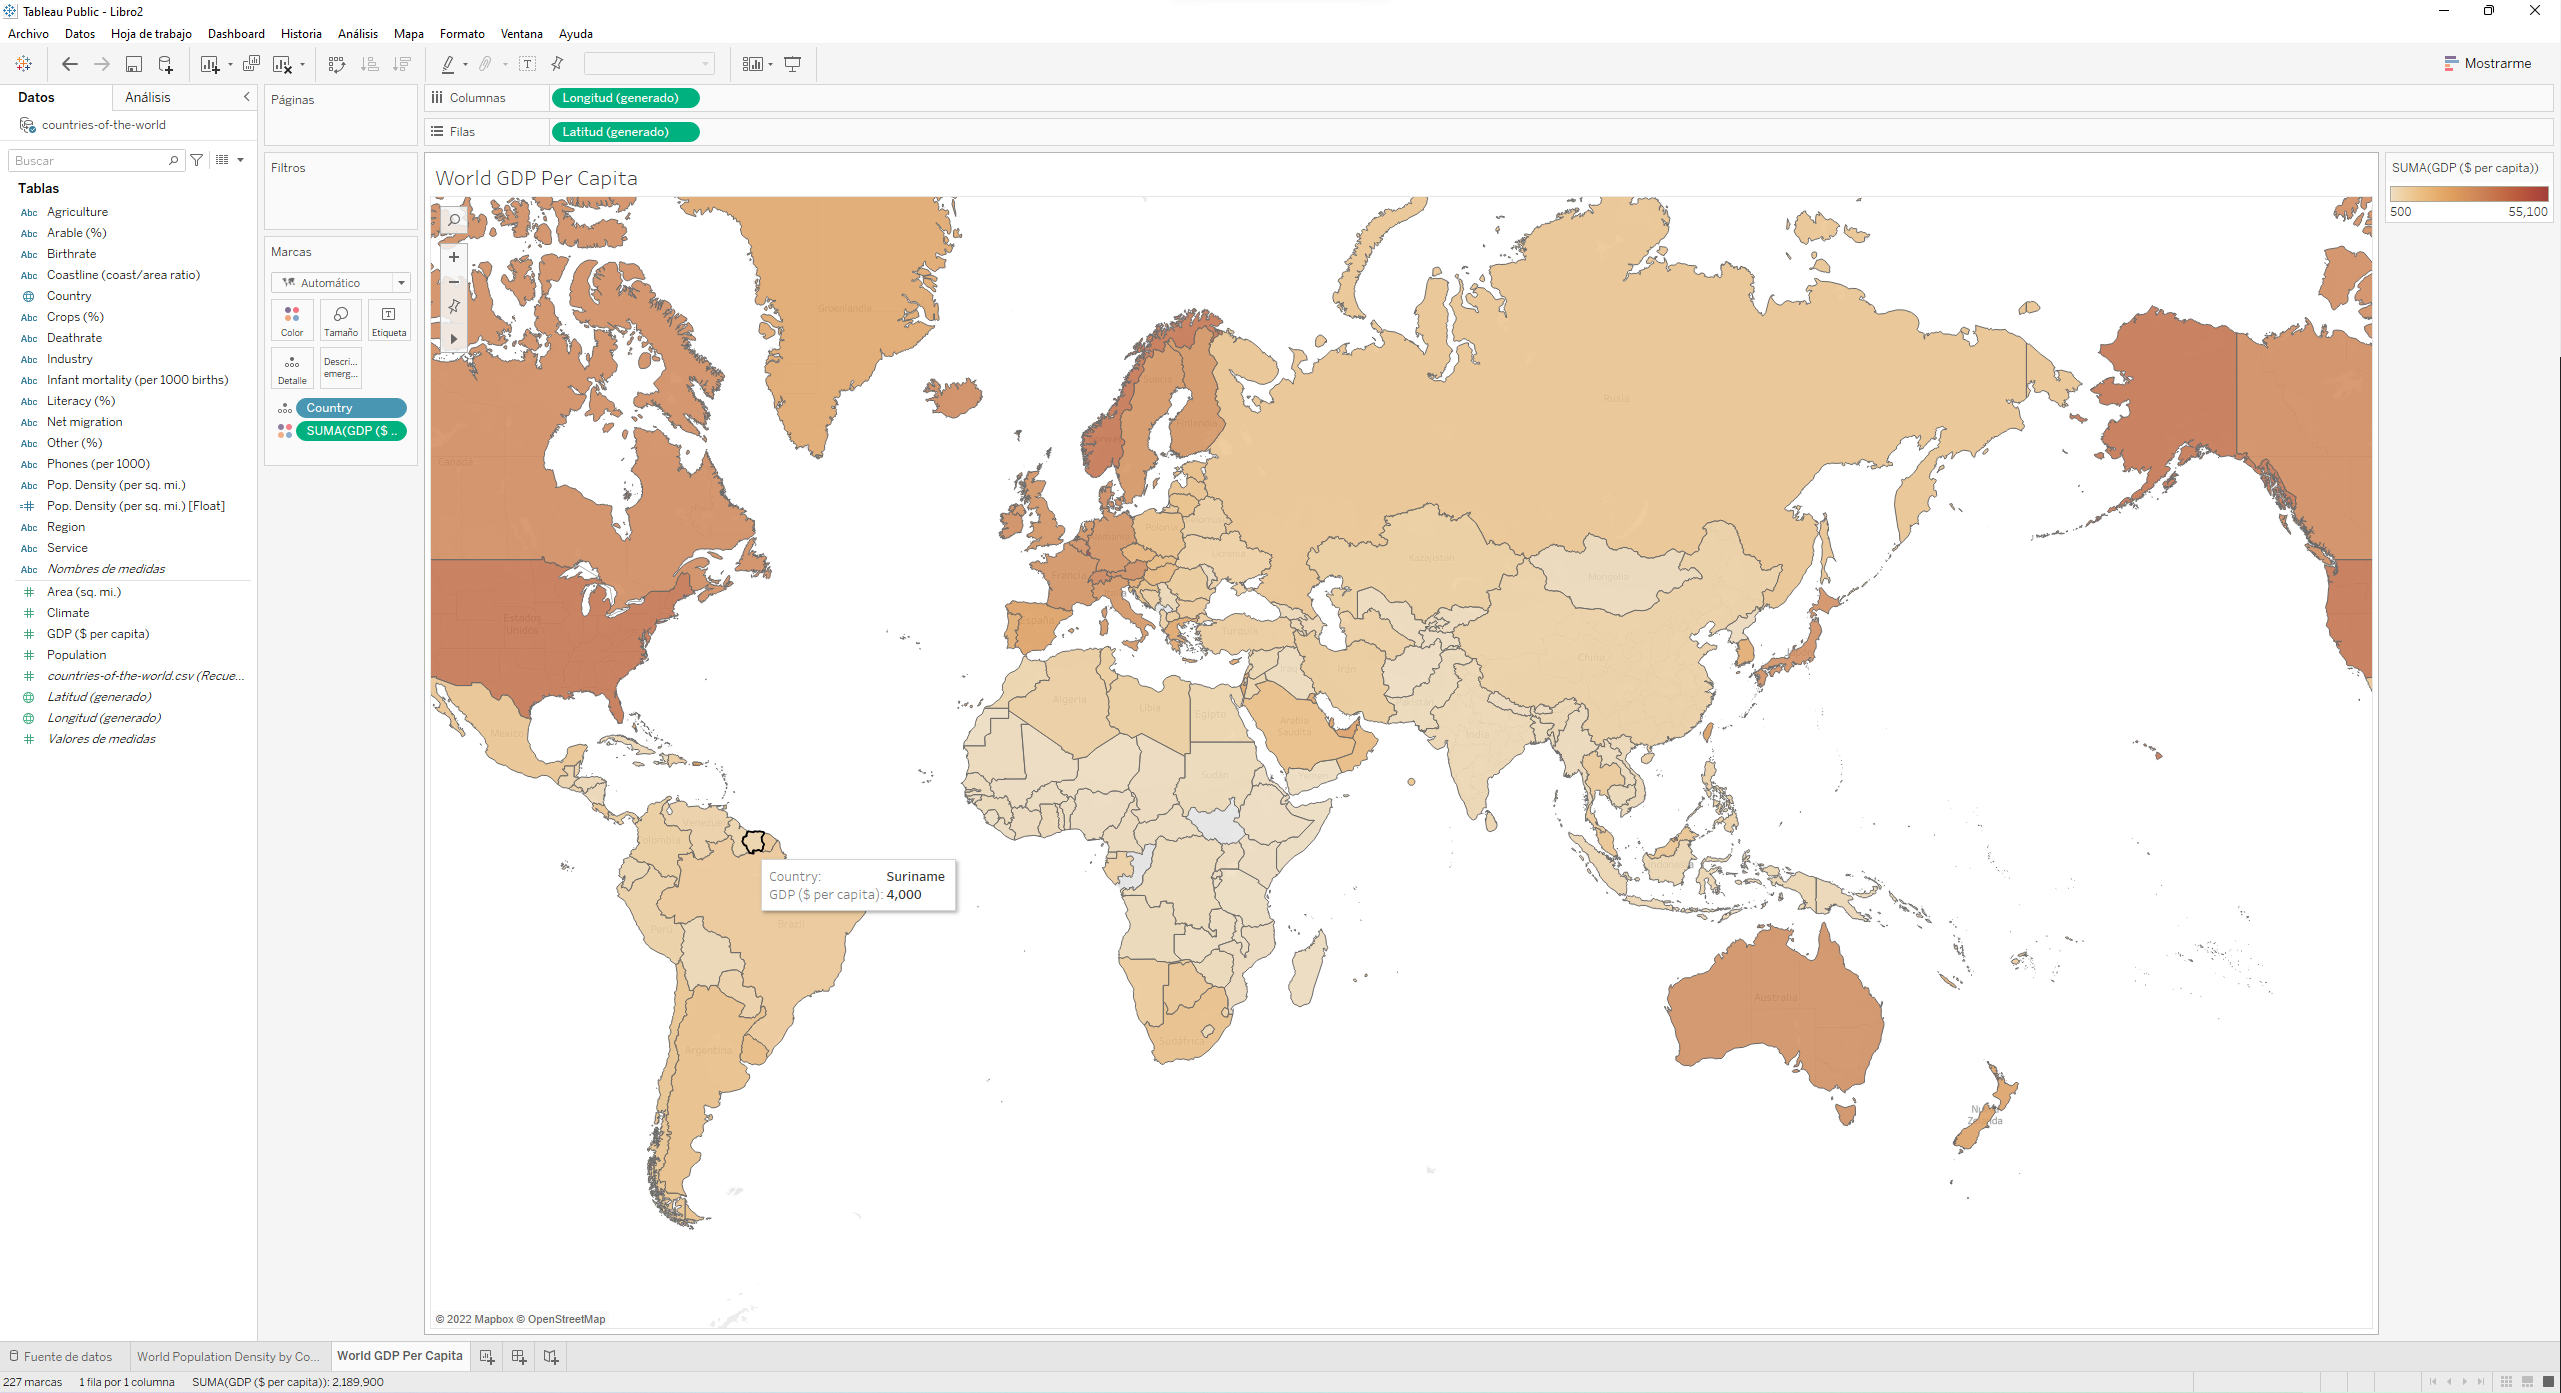 Tableau Public - Libro2
Archivo Datos Hoja de trabajo Dashboard Historia Análisis Mapa Formato Ventana Ayuda
Mostrarme
Datos
Análisis
countries-of-the-world
Buscar
Tablas
Abc Agriculture
Abc Arable (%)
Abc Birthrate
Abc Coastline (coast/area ratio)
Country
Abc Crops (%)
Abc Deathrate
Abc Industry
Abc Infant mortality (per 1000 births)
Abc Literacy (%)
Abc Net migration
Abc Other (%)
Abc Phones (per 1000)
Abc Pop. Density (per sq. mi.)
=# Pop. Density (per sq. mi.) [Float]
Abc Region
Abc Service
Abc Nombres de medidas
# Area (sq. mi.)
# Climate
# GDP ($ per capita)
# Population
# countries-of-the-world.csv (Recue...
Latitud (generado)
Longitud (generado)
# Valores de medidas
Páginas
Filtros
Marcas
Automático
Color
Tamaño
Etiqueta
Detalle
Descri...
emerg...
Country
SUMA(GDP ($ ..
Columnas
Longitud (generado)
Filas
Latitud (generado)
World GDP Per Capita
Groenlandia
Canadá
Estados
Unidos
México
Venezuela
Colombia
Perú
Brazil
Argentina
Suecia
Finlandia
Rusia
Polonia
Alemania
Ucrania
Francia
España
Italia
Turquía
Kazajistán
Mongolia
China
Irán
Iraq
Algeria
Libia
Egipto
Arabia
Saudita
Pakistán
India
Sudán
Yemen
Indonesia
Sudáfrica
Australia
Country: Suriname
GDP ($ per capita): 4,000
© 2022 Mapbox © OpenStreetMap
SUMA(GDP ($ per capita))
500
55,100
Fuente de datos
World Population Density by Co...
World GDP Per Capita
227 marcas
1 fila por 1 columna
SUMA(GDP ($ per capita)): 2,189,900